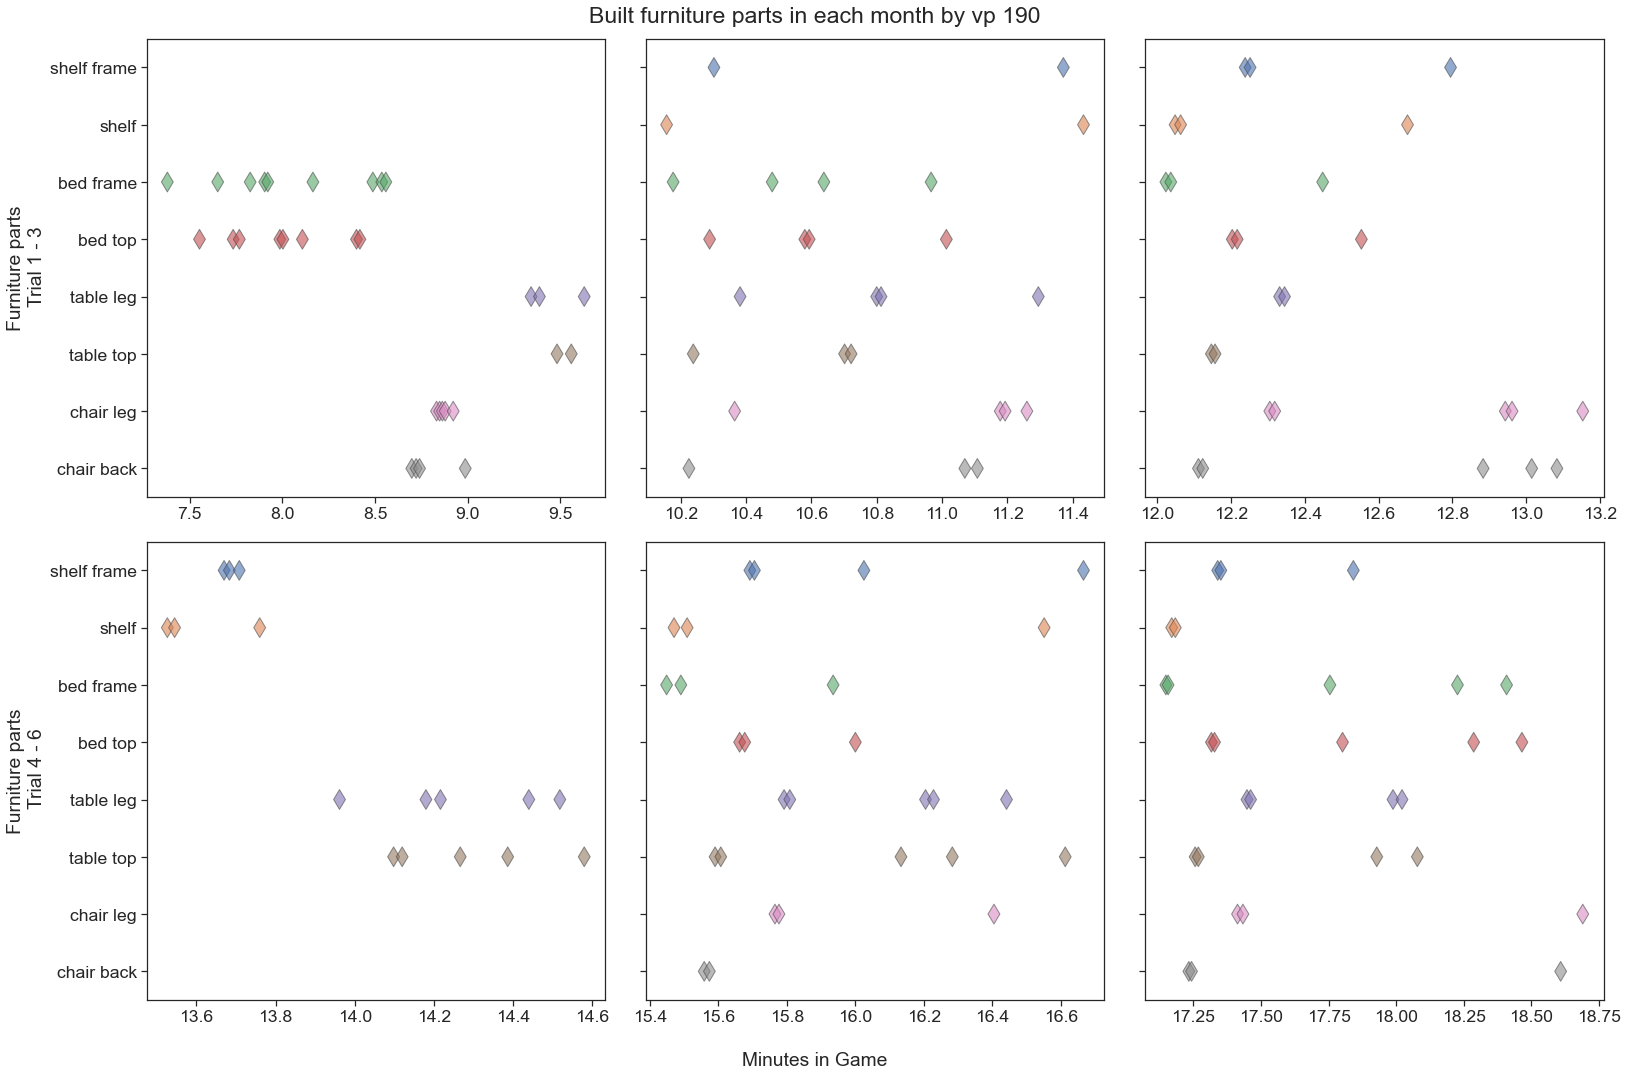 Built furniture parts in each month by vp 190
Furniture parts
Trial 1 - 3
shelf frame
shelf
bed frame
bed top
table leg
table top
chair leg
chair back
7.5 8.0 8.5 9.0 9.5
10.2 10.4 10.6 10.8 11.0 11.2 11.4
12.0 12.2 12.4 12.6 12.8 13.0 13.2
Furniture parts
Trial 4 - 6
shelf frame
shelf
bed frame
bed top
table leg
table top
chair leg
chair back
13.6 13.8 14.0 14.2 14.4 14.6
15.4 15.6 15.8 16.0 16.2 16.4 16.6
17.25 17.50 17.75 18.00 18.25 18.50 18.75
Minutes in Game